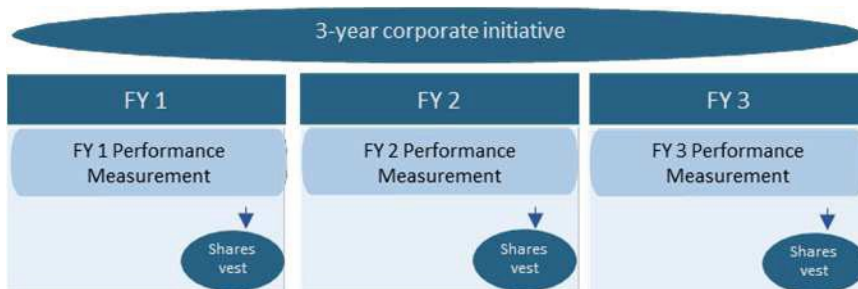 3-year corporate initiative
FY 1
FY 2
FY 3
FY 1 Performance
Measurement
FY 2 Performance
Measurement
FY 3 Performance
Measurement
Shares
vest
Shares
vest
Shares
vest